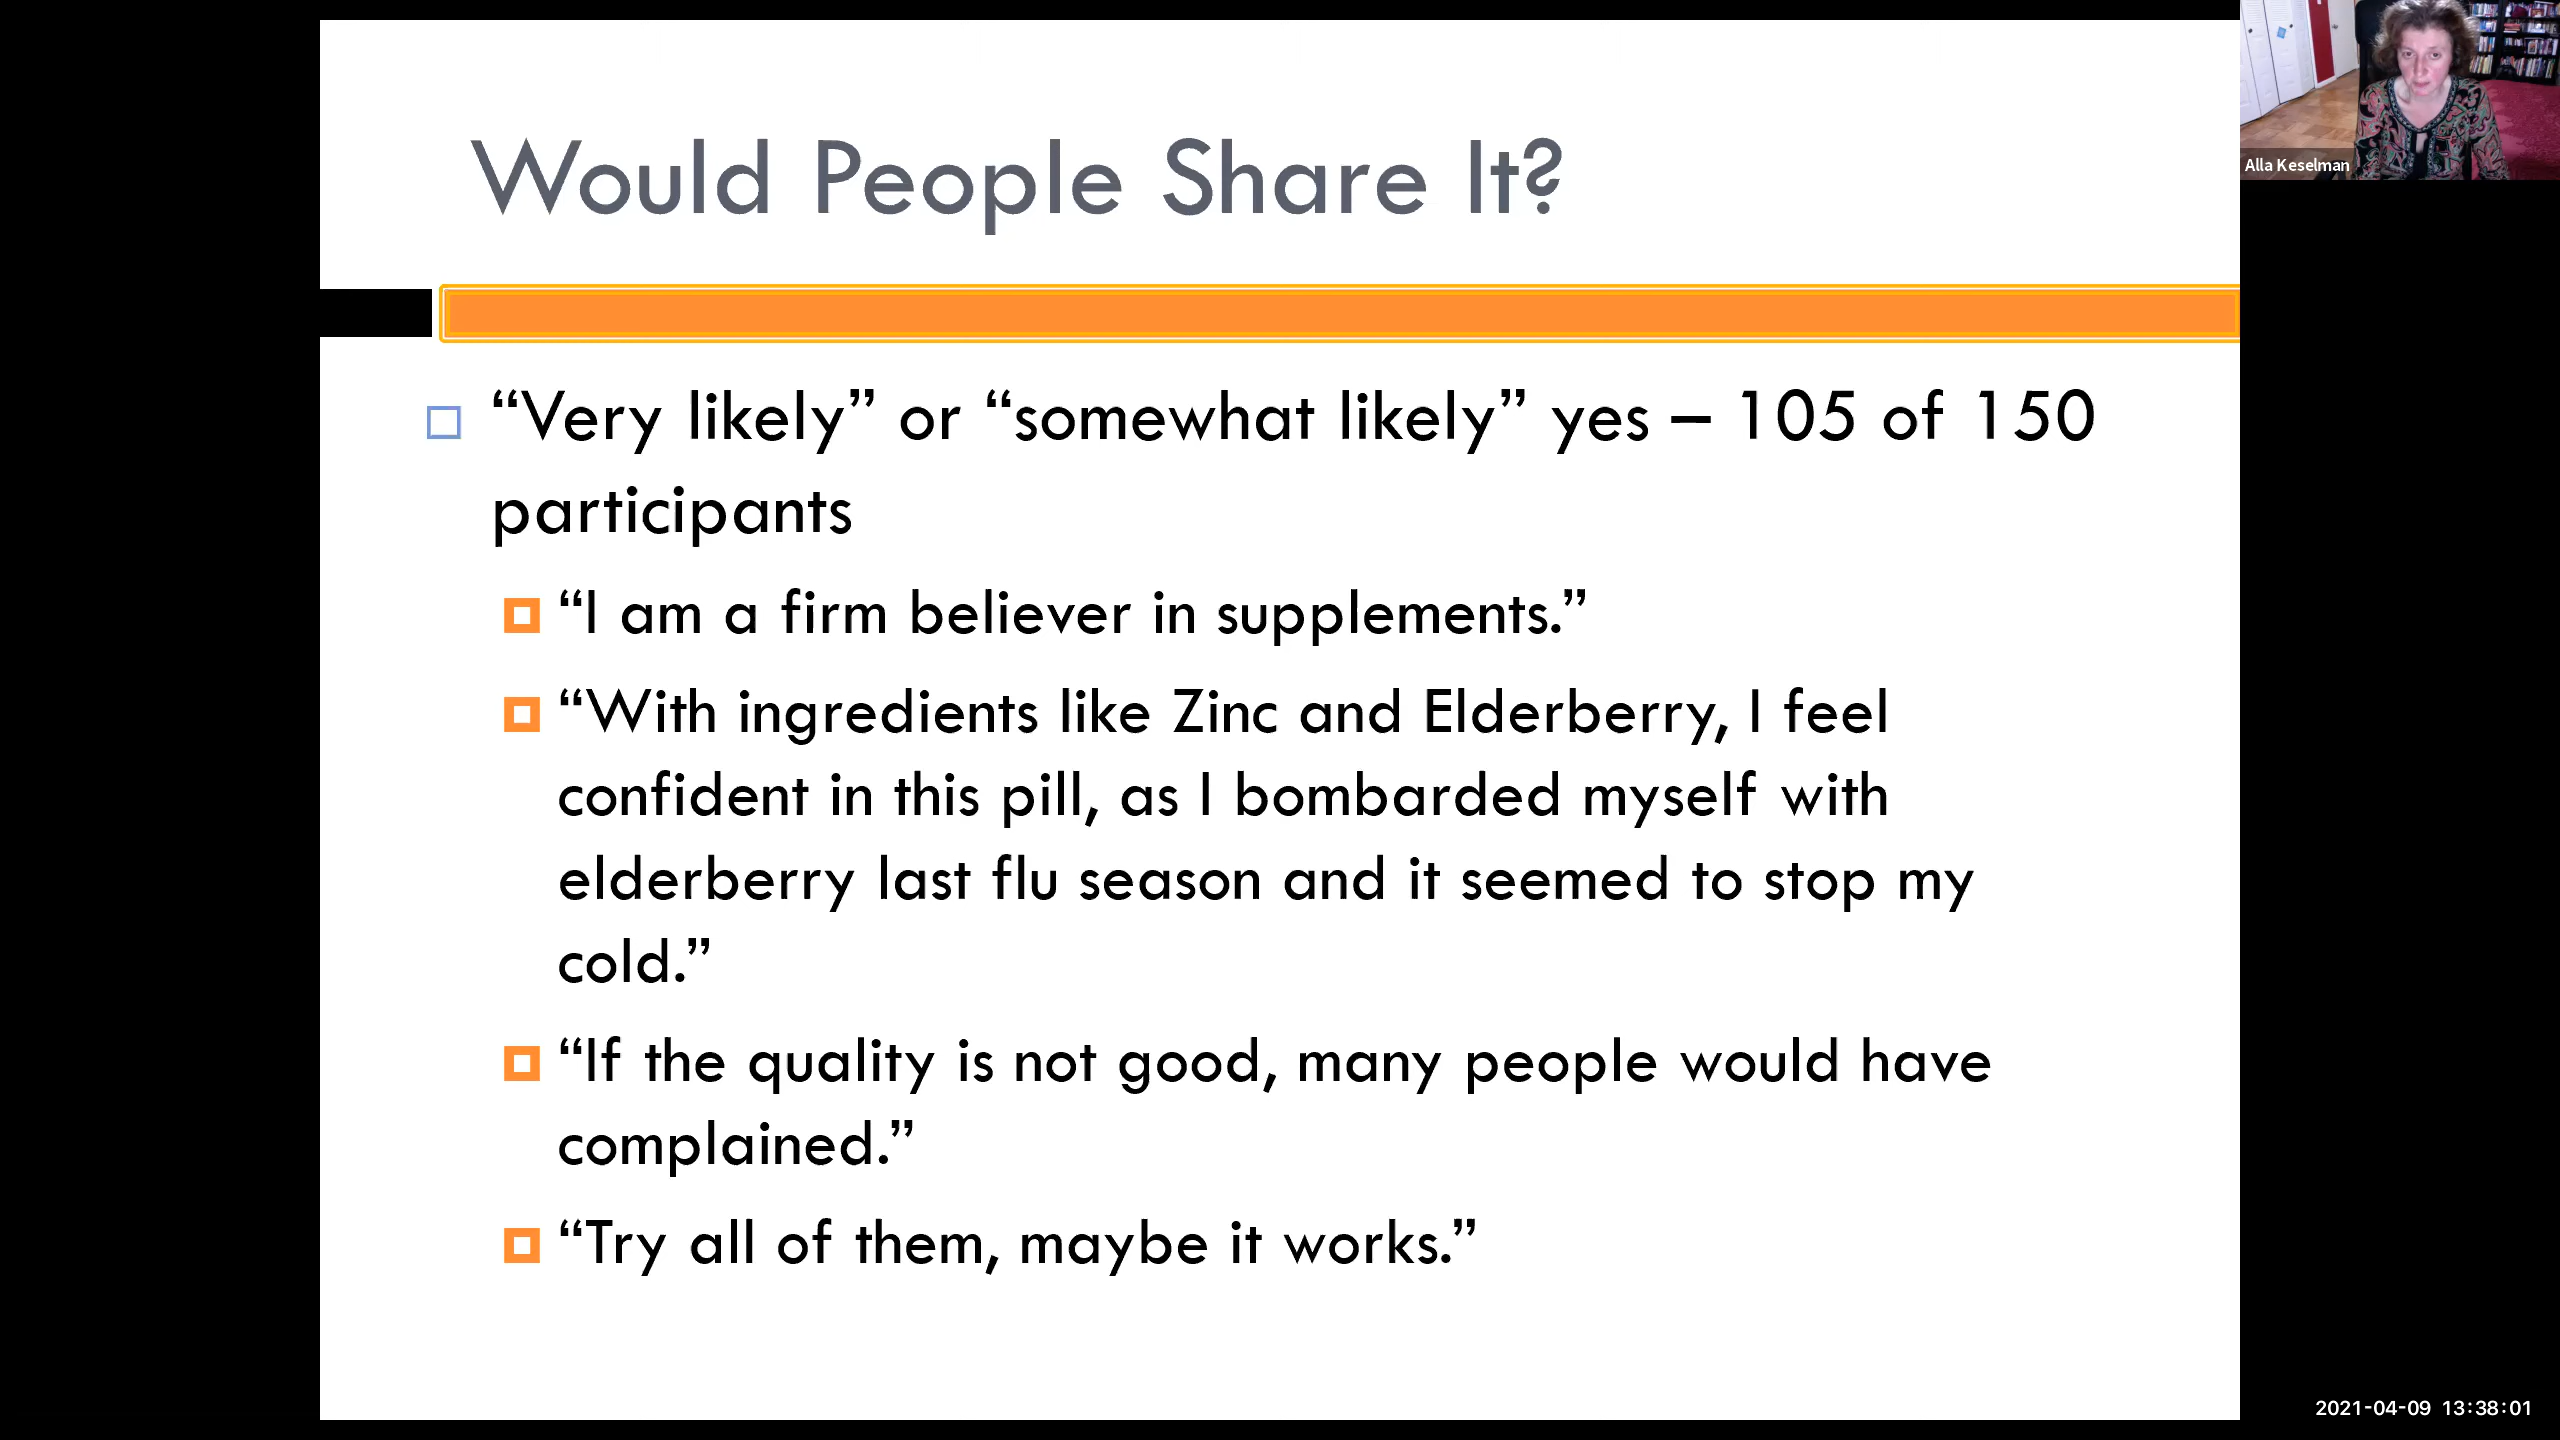 Would People Share It?
Alla Keselman
“Very likely” or “somewhat likely” yes – 105 of 150
participants
“I am a firm believer in supplements.”
“With ingredients like Zinc and Elderberry, I feel
confident in this pill, as I bombarded myself with
elderberry last flu season and it seemed to stop my
cold.”
“If the quality is not good, many people would have
complained.”
“Try all of them, maybe it works.”
2021-04-09 13:38:01